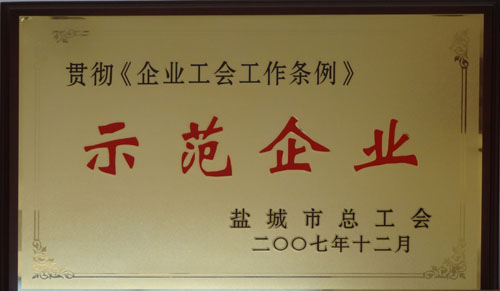 贯彻《企业工会工作条例》
示范企业
盐城市总工会
二〇〇七年十二月